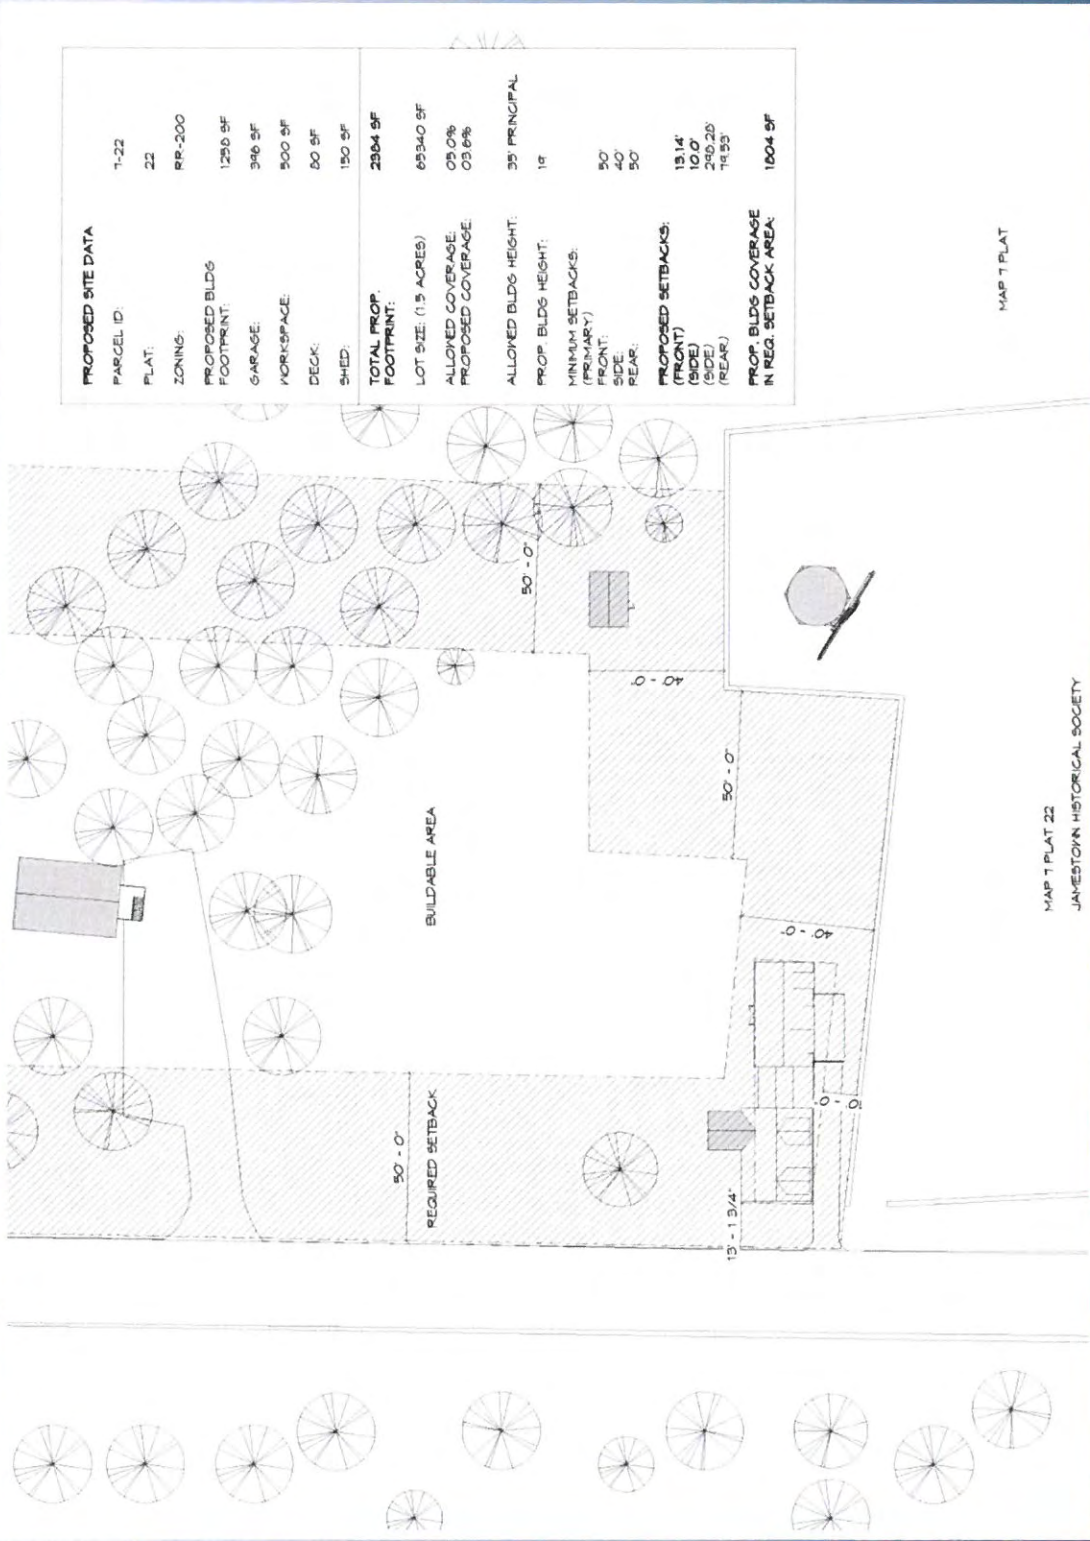 PROPOSED SITE DATA
PARCEL ID: 7-22
PLAT: 22
ZONING: RR-200
PROPOSED BLDG
FOOTPRINT: 1258 SF
GARAGE: 396 SF
WORKSPACE: 500 SF
DECK: 80 SF
SHED: 150 SF
TOTAL PROP.
FOOTPRINT: 2384 SF
LOT SIZE: (1.5 ACRES) 65340 SF
ALLOWED COVERAGE:
PROPOSED COVERAGE:
ALLOWED BLDG HEIGHT: 35' PRINCIPAL
PROP. BLDG HEIGHT: 19'
MINIMUM SETBACKS:
(PRIMARY)
FRONT: 50'
SIDE: 40'
REAR: 50'
PROPOSED SETBACKS:
(FRONT) 13.14'
(SIDE) 10.0'
(SIDE)
(REAR)
PROP. BLDG COVERAGE
IN REQ. SETBACK AREA: 1804 SF
50' - 0"
40' - 0"
BUILDABLE AREA
50' - 0"
40' - 0"
50' - 0"
REQUIRED SETBACK
13' - 1 3/4"
MAP 7 PLAT
MAP 7 PLAT 22
JAMESTOWN HISTORICAL SOCIETY